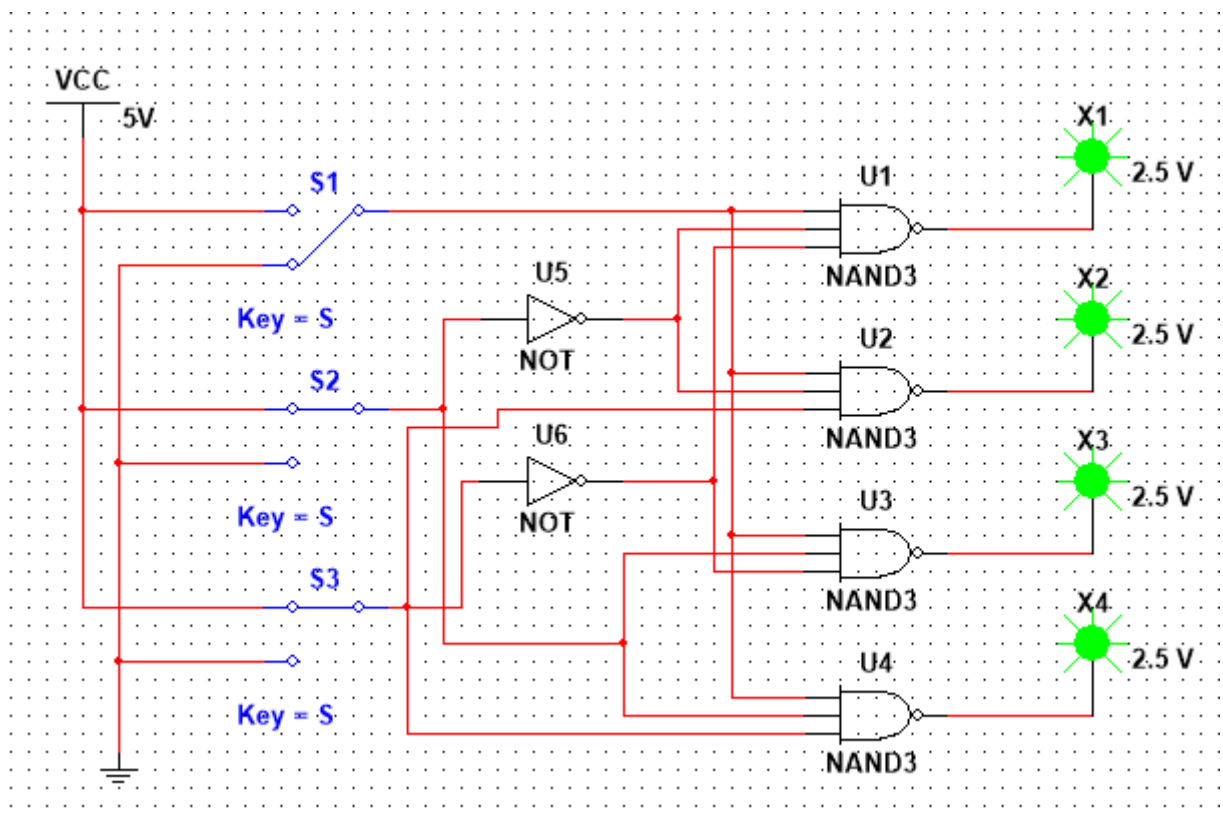 VCC
5V
X1
2.5 V
S1
U1
NAND3
Key = S
U5
NOT
X2
2.5 V
U2
NAND3
S2
U6
NOT
X3
2.5 V
Key = S
U3
NAND3
S3
X4
2.5 V
U4
Key = S
NAND3